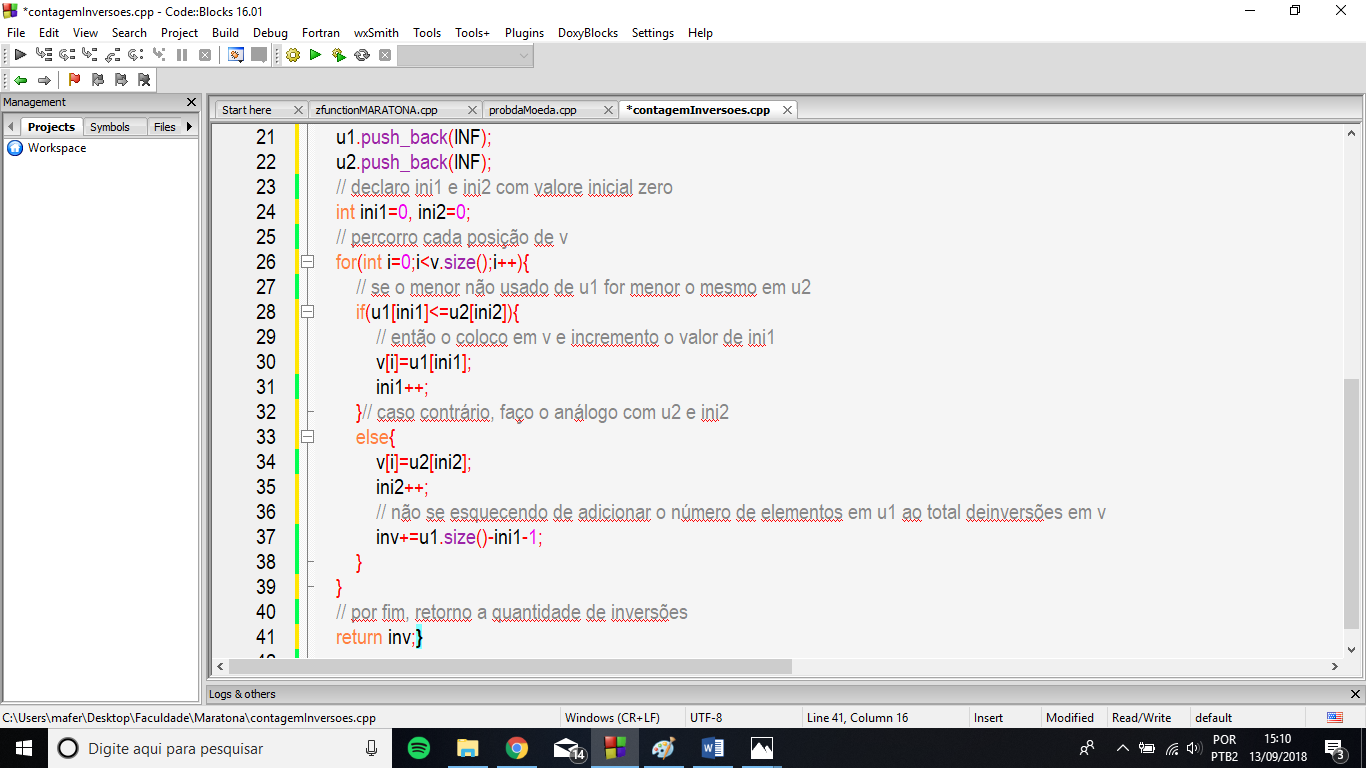 *contagemInversoes.cpp - Code::Blocks 16.01
File Edit View Search Project Build Debug Fortran wxSmith Tools Tools+ Plugins DoxyBlocks Settings Help
Management
Projects Symbols Files
Workspace
Start here zfunctionMARATONA.cpp probdaMoeda.cpp *contagemInversoes.cpp
21 u1.push_back(INF);
22 u2.push_back(INF);
23 // declaro ini1 e ini2 com valore inicial zero
24 int ini1=0, ini2=0;
25 // percorro cada posição de v
26 for(int i=0;i<v.size();i++){
27 // se o menor não usado de u1 for menor o mesmo em u2
28 if(u1[ini1]<=u2[ini2]){
29 // então o coloco em v e incremento o valor de ini1
30 v[i]=u1[ini1];
31 ini1++;
32 }// caso contrário, faço o análogo com u2 e ini2
33 else{
34 v[i]=u2[ini2];
35 ini2++;
36 // não se esquecendo de adicionar o número de elementos em u1 ao total deinversões em v
37 inv+=u1.size()-ini1-1;
38 }
39 }
40 // por fim, retorno a quantidade de inversões
41 return inv;}
Logs & others
C:\Users\mafer\Desktop\Faculdade\Maratona\contagemInversoes.cpp Windows (CR+LF) UTF-8 Line 41, Column 16 Insert Modified Read/Write default
Digite aqui para pesquisar
14
POR
PTB2
15:10
13/09/2018
3